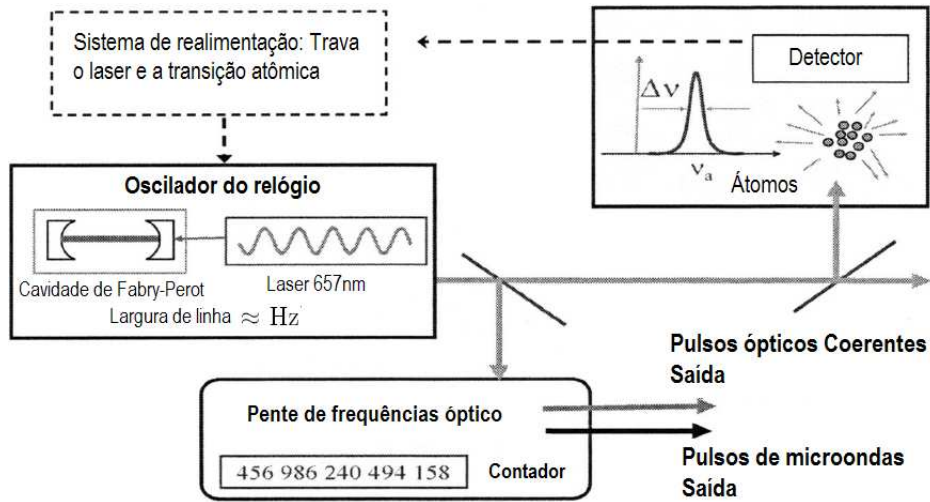 Sistema de realimentação: Trava
o laser e a transição atômica
Detector
Δν
νa
Átomos
Oscilador do relógio
Cavidade de Fabry-Perot
Laser 657nm
Largura de linha ≈ Hz
Pulsos ópticos Coerentes
Saída
Pente de frequências óptico
456 986 240 494 158
Contador
Pulsos de microondas
Saída